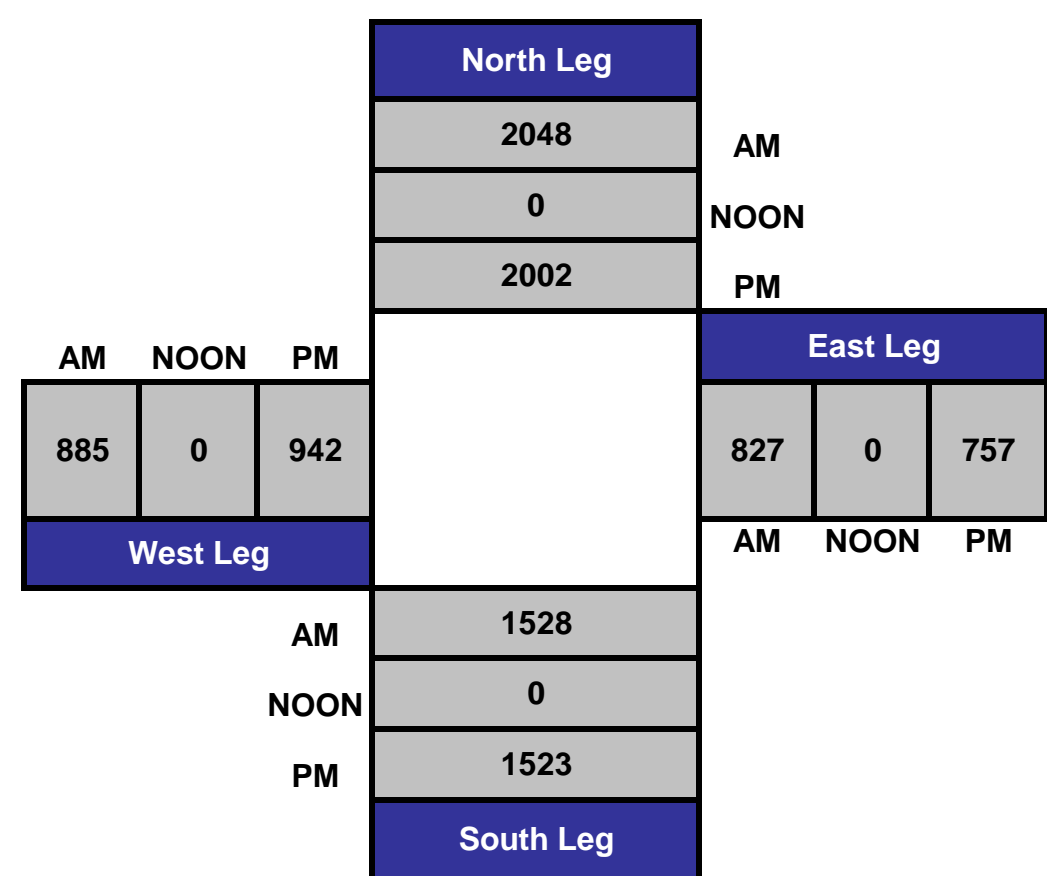 North Leg
2048 AM
0 NOON
2002 PM
AM NOON PM
East Leg
885 0 942
827 0 757
West Leg
AM NOON PM
AM 1528
NOON 0
PM 1523
South Leg